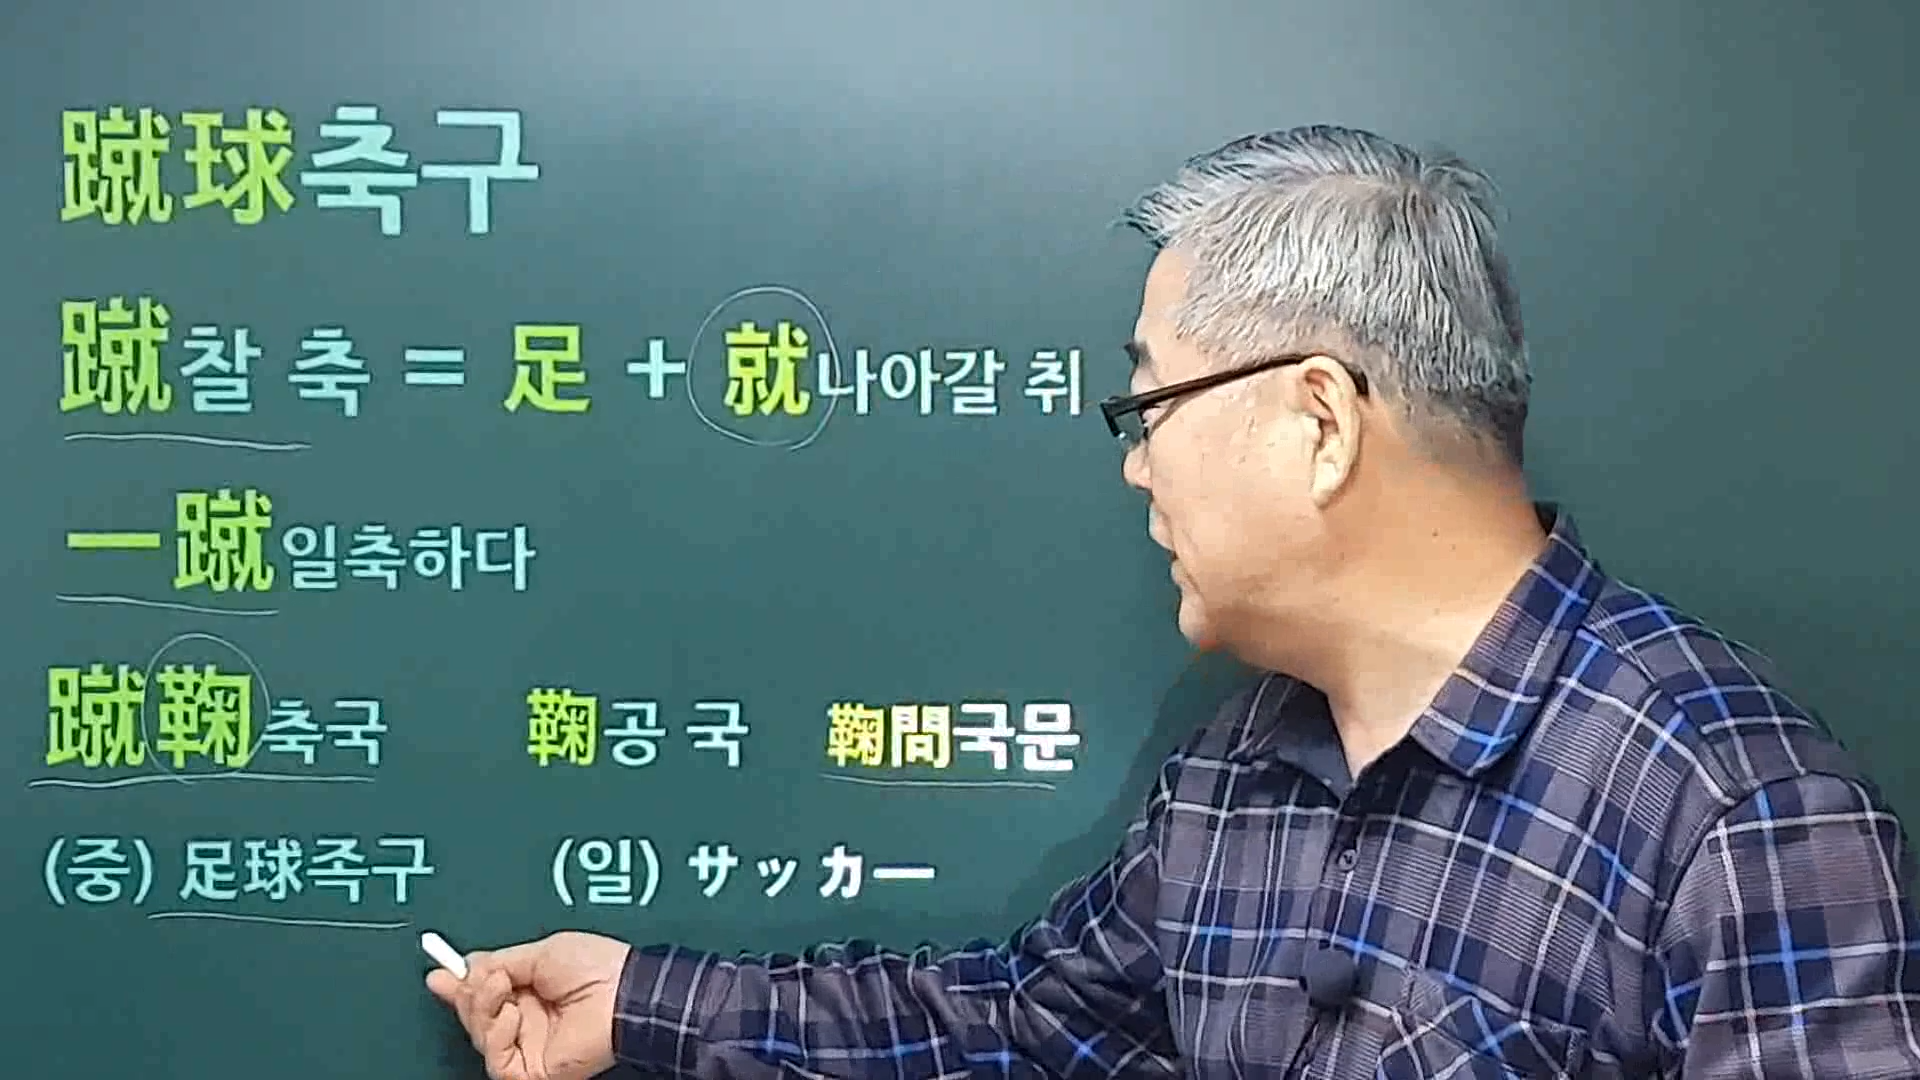 蹴球축구
蹴찰 축 = 足 + 就나아갈 취
一蹴일축하다
蹴鞠축국 鞠공 국 鞠問국문
(중) 足球족구 (일) サッカー